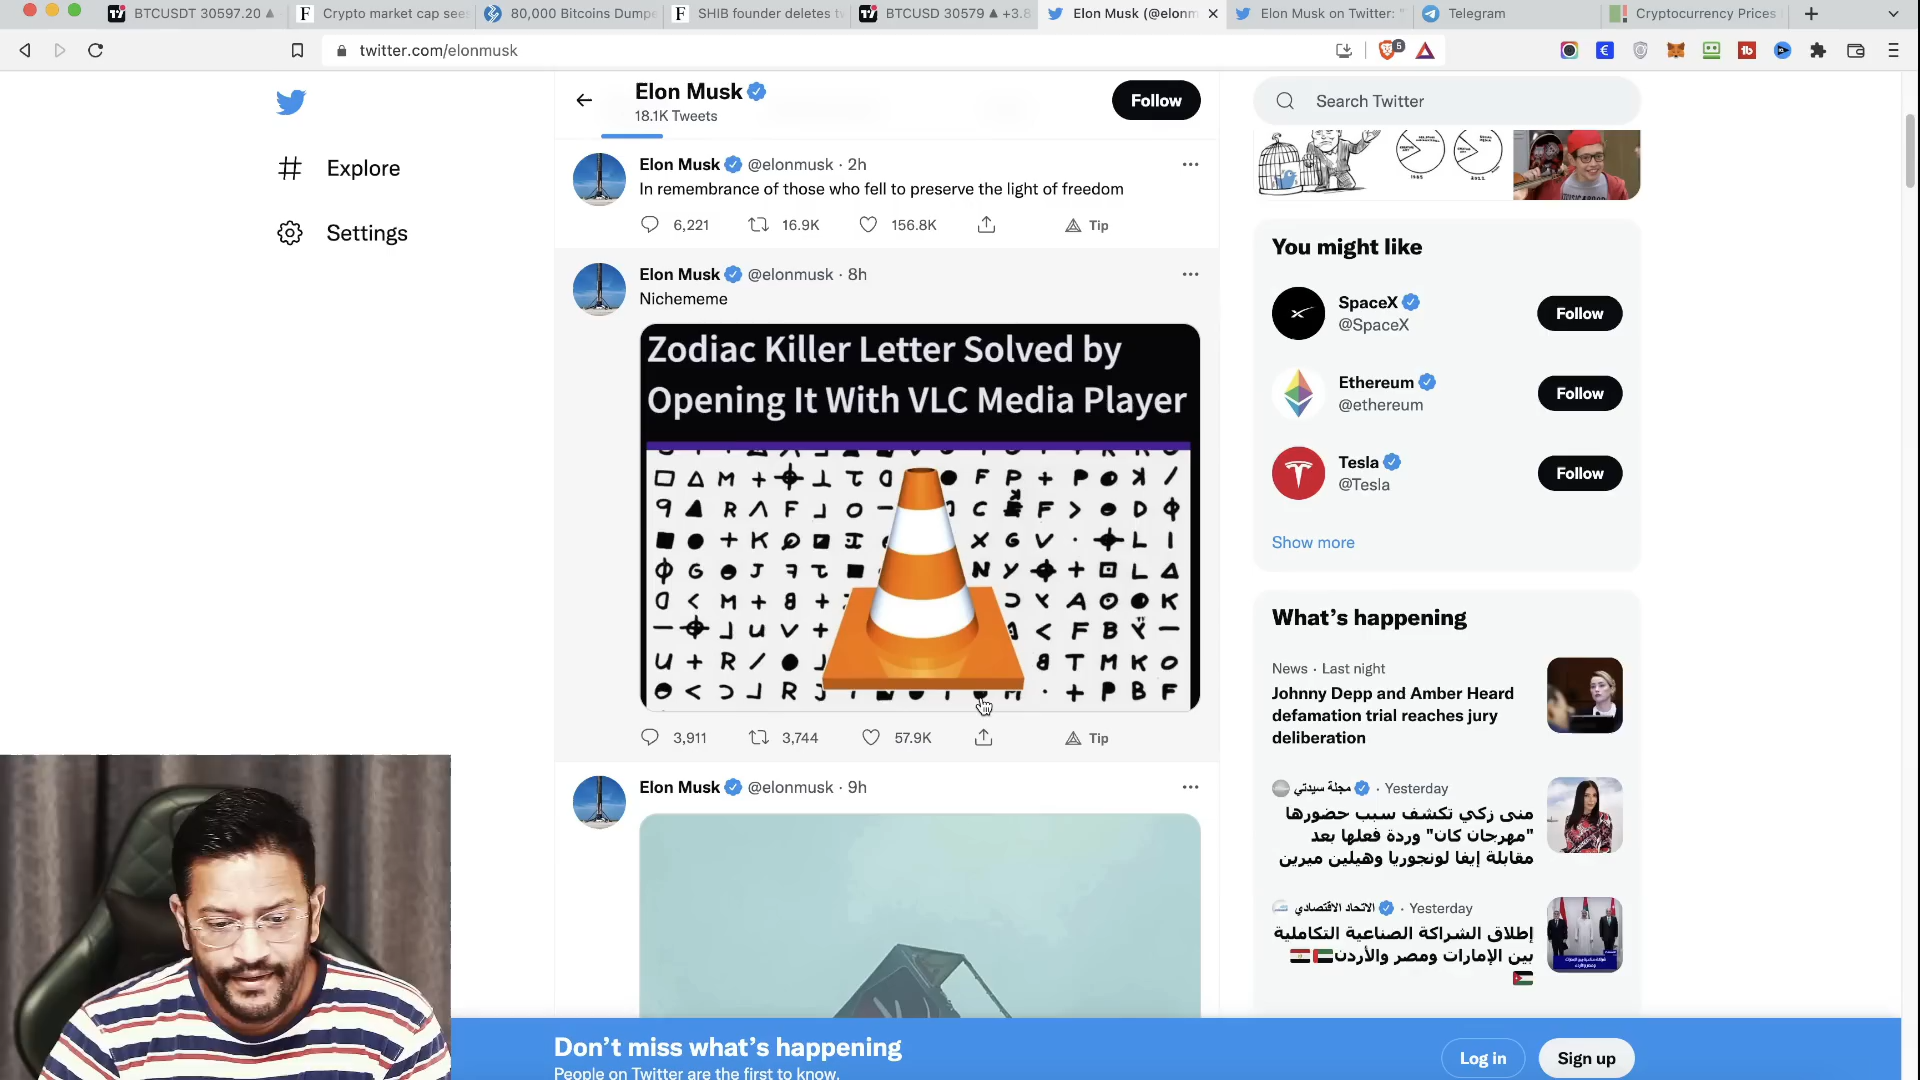 BTCUSDT 30597.20
Crypto market cap see
80,000 Bitcoins Dumpe
SHIB founder deletes t
BTCUSD 30579 ▲ +3.8
Elon Musk (@elonm
Elon Musk on Twitter: "
Telegram
Cryptocurrency Prices
twitter.com/elonmusk
5
Elon Musk
18.1K Tweets
Follow
Search Twitter
Explore
Settings
Elon Musk @elonmusk · 2h
In remembrance of those who fell to preserve the light of freedom
6,221 16.9K 156.8K Tip
Elon Musk @elonmusk · 8h
Nichememe
Zodiac Killer Letter Solved by
Opening It With VLC Media Player
3,911 3,744 57.9K Tip
Elon Musk @elonmusk · 9h
You might like
SpaceX
@SpaceX
Follow
Ethereum
@ethereum
Follow
Tesla
@Tesla
Follow
Show more
What's happening
News · Last night
Johnny Depp and Amber Heard
defamation trial reaches jury
deliberation
مجلة سيدتي · Yesterday
منى زكي تكشف سبب حضورها
"مهرجان كان" وردة فعلها بعد
مقابلة إيفا لونجوريا وهيلين ميرين
الاتحاد الاقتصادي · Yesterday
إطلاق الشراكة الصناعية التكاملية
بين الإمارات ومصر والأردن
Don't miss what's happening
People on Twitter are the first to know.
Log in
Sign up